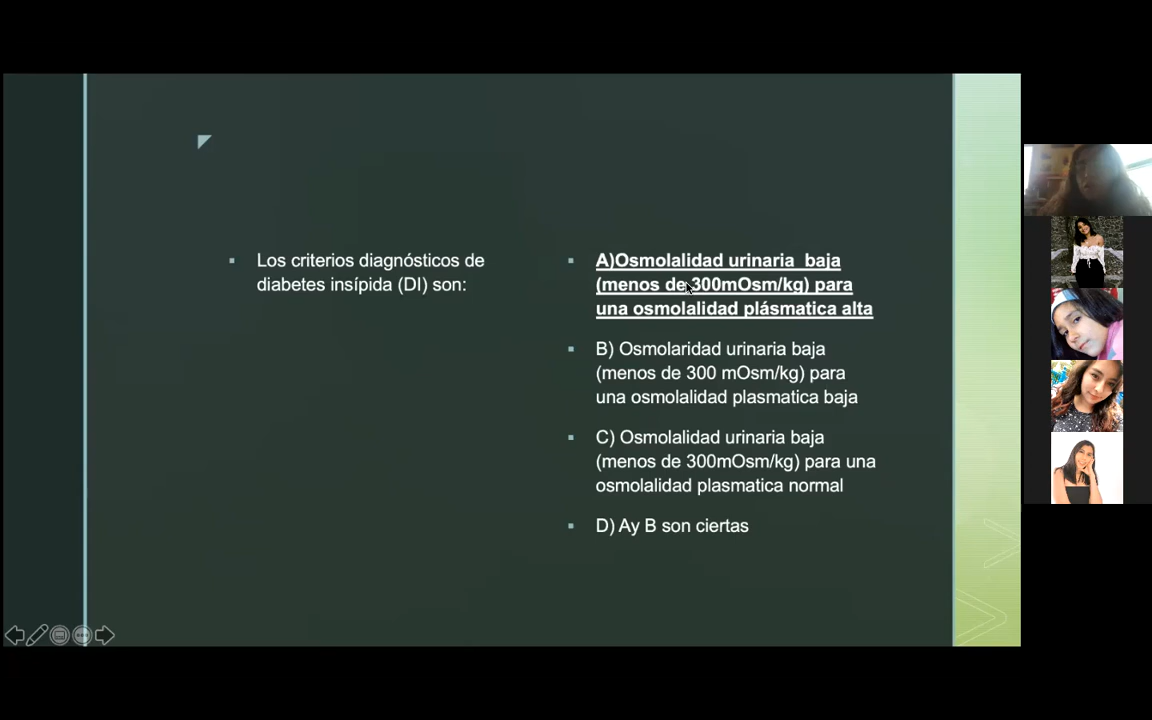 Los criterios diagnósticos de
diabetes insípida (DI) son:
A)Osmolalidad urinaria  baja
(menos de 300mOsm/kg) para
una osmolalidad plásmatica alta
B) Osmolaridad urinaria baja
(menos de 300 mOsm/kg) para
una osmolalidad plasmatica baja
C) Osmolalidad urinaria baja
(menos de 300mOsm/kg) para una
osmolalidad plasmatica normal
D) Ay B son ciertas